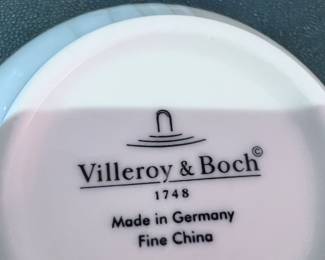 Villeroy & Boch©
1748
Made in Germany
Fine China